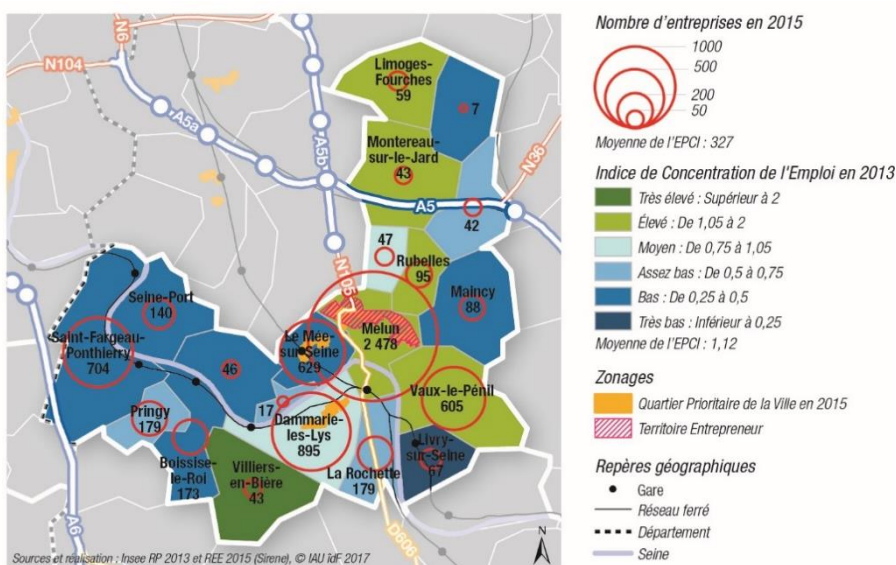 N6
N104
A5a
A5b
N36
Limoges-
Fourches
59
7
Montereau-
sur-le-Jard
43
A5
42
47
N105
Rubelles
95
Maincy
88
Seine-Port
140
Saint-Fargeau-
Ponthierry
704
Le Mée-
sur-Seine
629
Melun
2 478
46
Vaux-le-Pénil
605
17
Pringy
179
Dammarie-
les-Lys
895
Livry-
sur-Seine
67
Boissise-
le-Roi
173
Villiers-
en-Bière
43
La Rochette
179
A6
D606
N
Sources et réalisation : Insee RP 2013 et REE 2015 (Sirene), © IAU îdF 2017
Nombre d'entreprises en 2015
1000
500
200
50
Moyenne de l'EPCI : 327
Indice de Concentration de l'Emploi en 2013
Très élevé : Supérieur à 2
Élevé : De 1,05 à 2
Moyen : De 0,75 à 1,05
Assez bas : De 0,5 à 0,75
Bas : De 0,25 à 0,5
Très bas : Inférieur à 0,25
Moyenne de l'EPCI : 1,12
Zonages
Quartier Prioritaire de la Ville en 2015
Territoire Entrepreneur
Repères géographiques
Gare
Réseau ferré
Département
Seine